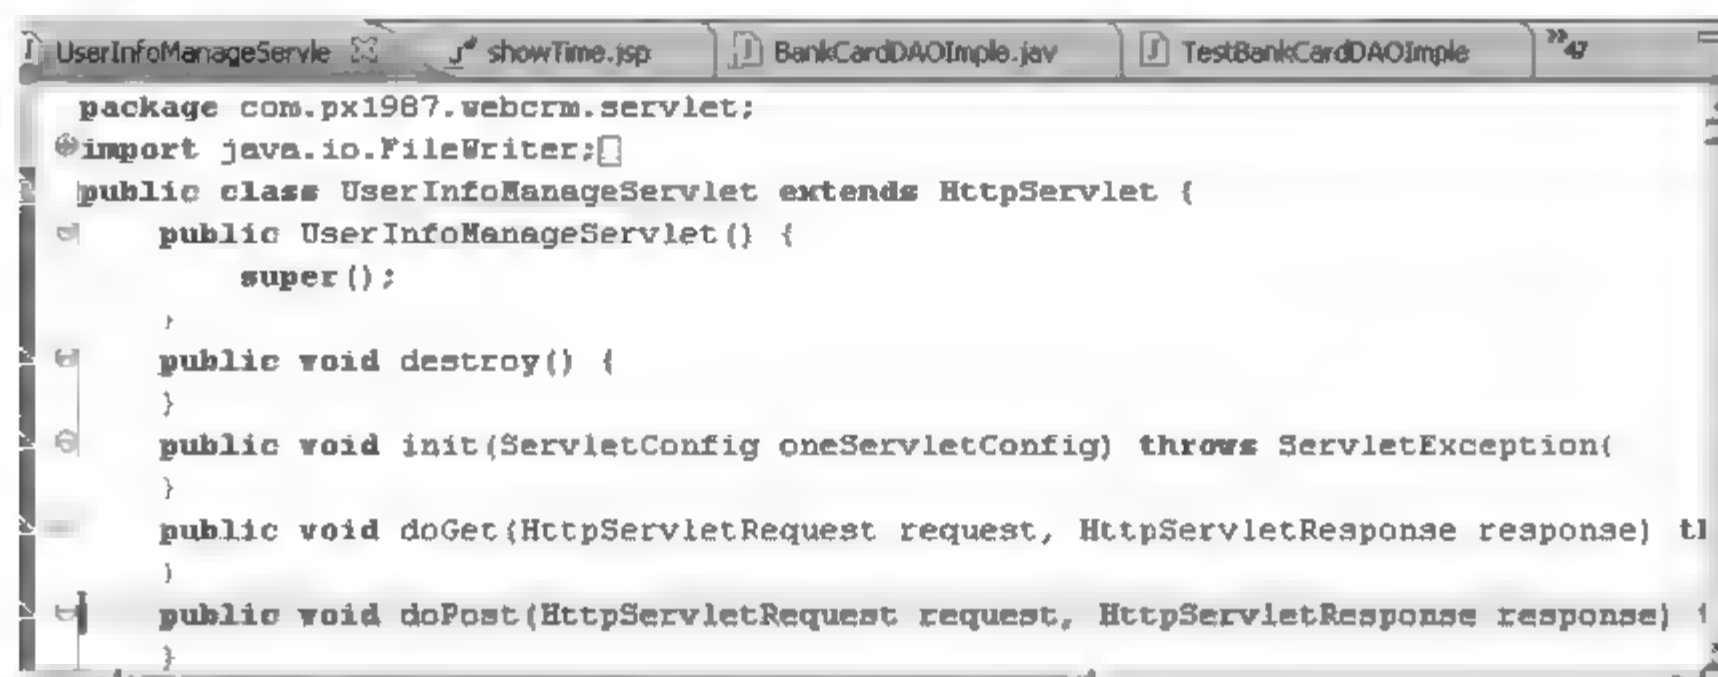 UserInfoManageServle showTime.jsp BankCardDAOImple.jav TestBankCardDAOImple »47
package com.px1987.webcrm.servlet;
import java.io.FileWriter;
public class UserInfoManageServlet extends HttpServlet {
public UserInfoManageServlet() {
super();
}
public void destroy() {
}
public void init(ServletConfig oneServletConfig) throws ServletException{
}
public void doGet(HttpServletRequest request, HttpServletResponse response) th
}
public void doPost(HttpServletRequest request, HttpServletResponse response) t
}